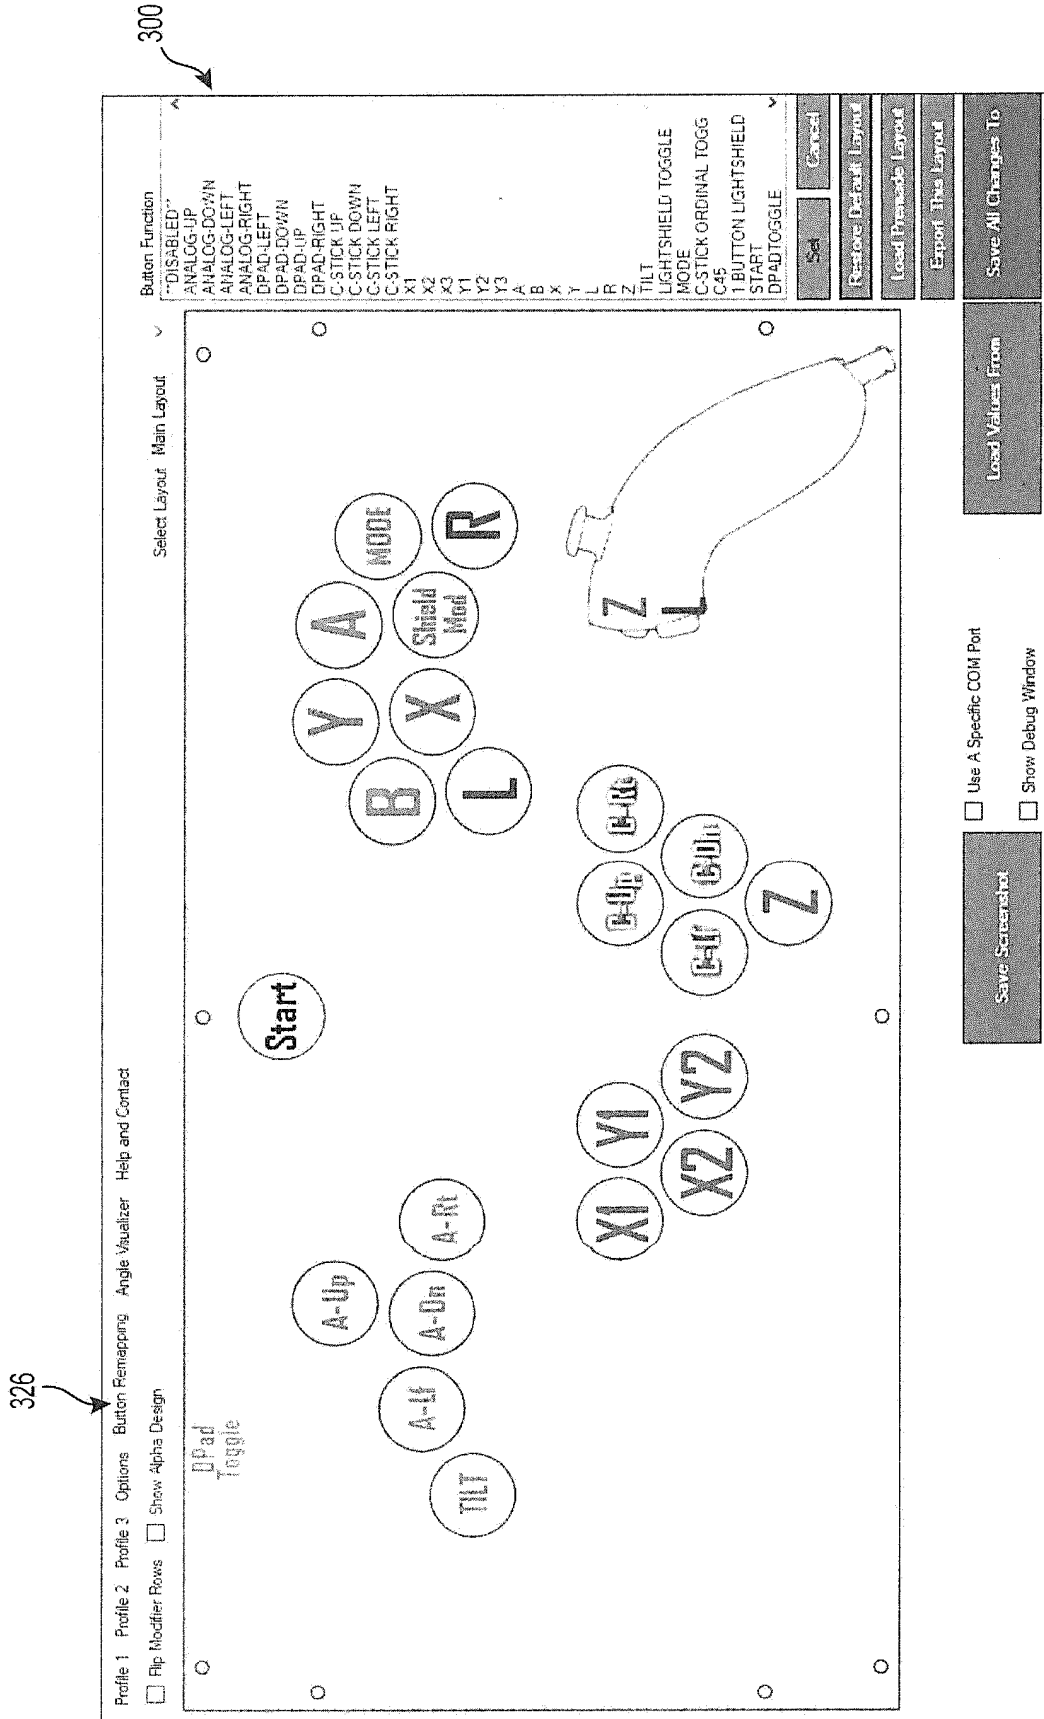 300
326
Profile 1 Profile 2 Profile 3 Options Button Remapping Angle Visualizer Help and Contact
Flip Modifier Rows Show Alpha Design
Select Layout Main Layout
Button Function
**DISABLED**
ANALOG-UP
ANALOG-DOWN
ANALOG-LEFT
ANALOG-RIGHT
DPAD-LEFT
DPAD-DOWN
DPAD-UP
DPAD-RIGHT
C-STICK UP
C-STICK DOWN
C-STICK LEFT
C-STICK RIGHT
X1
X2
X3
Y1
Y2
Y3
A
B
X
Y
L
R
Z
TILT
LIGHTSHIELD TOGGLE
MODE
C-STICK ORDINAL TOGG
C45
1 BUTTON LIGHTSHIELD
START
DPADTOGGLE
Set Cancel
Restore Default Layout
Load Premade Layout
Export This Layout
DPad
Toggle
Start
A-Up
Y
A
MODE
B
X
Shield
Mod
R
L
TILT
A-Lf
A-Dn
A-Rt
X1
Y1
X2
Y2
C-Up
C-Rt
C-Lf
C-Dn
Z
Z
L
Save Screenshot
Use A Specific COM Port
Show Debug Window
Load Values From
Save All Changes To